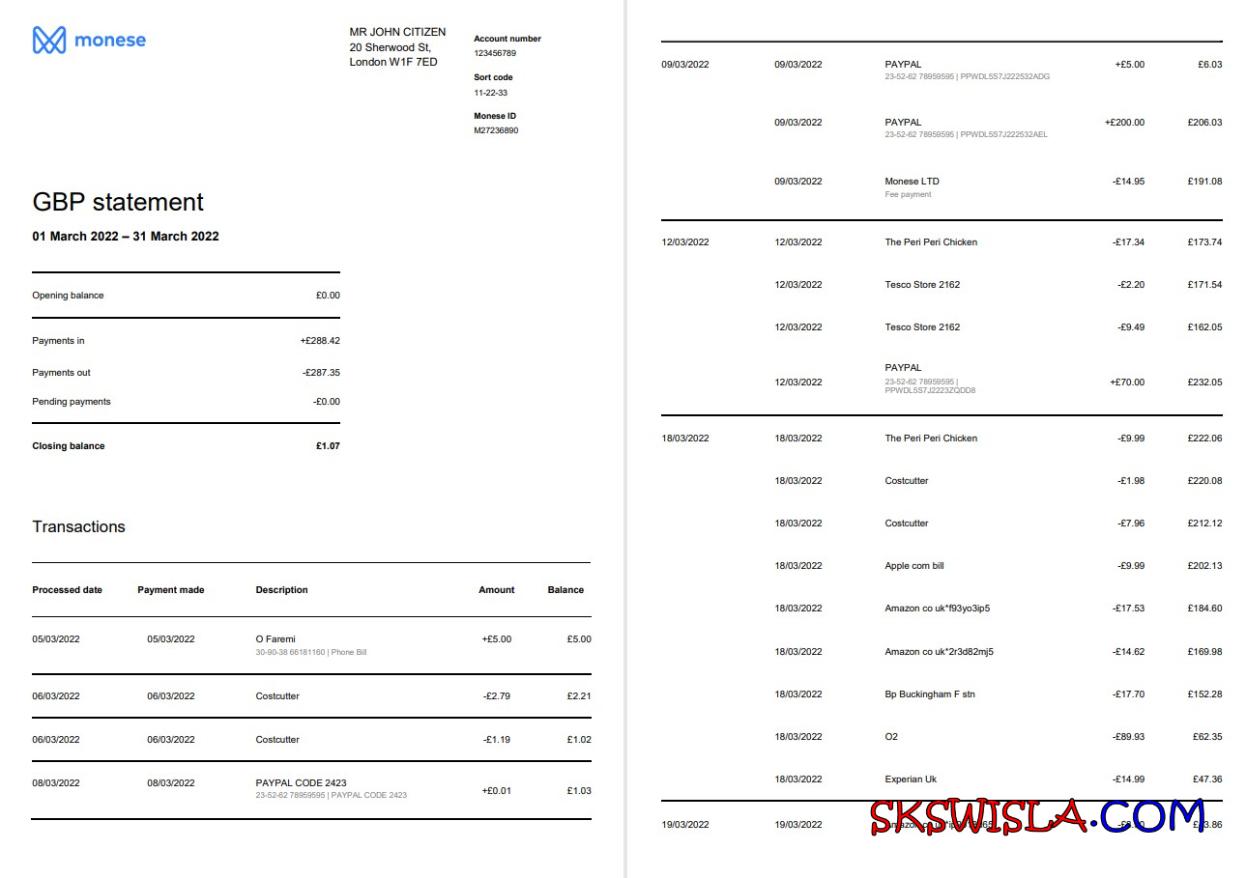 monese
MR JOHN CITIZEN
20 Sherwood St,
London W1F 7ED
Account number
123456789
Sort code
11-22-33
Monese ID
M27236890
GBP statement
01 March 2022 – 31 March 2022
Opening balance £0.00
Payments in +£288.42
Payments out -£287.35
Pending payments -£0.00
Closing balance £1.07
Transactions
Processed date Payment made Description Amount Balance
05/03/2022 05/03/2022 O Faremi +£5.00 £5.00
30-90-38 66181160 | Phone Bill
06/03/2022 06/03/2022 Costcutter -£2.79 £2.21
06/03/2022 06/03/2022 Costcutter -£1.19 £1.02
08/03/2022 08/03/2022 PAYPAL CODE 2423 +£0.01 £1.03
23-52-62 78959595 | PAYPAL CODE 2423
09/03/2022 09/03/2022 PAYPAL +£5.00 £6.03
23-52-62 78959595 | PPWDL5S7J222532ADG
09/03/2022 PAYPAL +£200.00 £206.03
23-52-62 78959595 | PPWDL5S7J222532AEL
09/03/2022 Monese LTD -£14.95 £191.08
Fee payment
12/03/2022 12/03/2022 The Peri Peri Chicken -£17.34 £173.74
12/03/2022 Tesco Store 2162 -£2.20 £171.54
12/03/2022 Tesco Store 2162 -£9.49 £162.05
12/03/2022 PAYPAL +£70.00 £232.05
23-52-62 78959595 |
PPWDL5S7J2223ZQDD8
18/03/2022 18/03/2022 The Peri Peri Chicken -£9.99 £222.06
18/03/2022 Costcutter -£1.98 £220.08
18/03/2022 Costcutter -£7.96 £212.12
18/03/2022 Apple com bill -£9.99 £202.13
18/03/2022 Amazon co uk*f93yo3ip5 -£17.53 £184.60
18/03/2022 Amazon co uk*2r3d82mj5 -£14.62 £169.98
18/03/2022 Bp Buckingham F stn -£17.70 £152.28
18/03/2022 O2 -£89.93 £62.35
18/03/2022 Experian Uk -£14.99 £47.36
19/03/2022 19/03/2022
SKSWISLA.COM